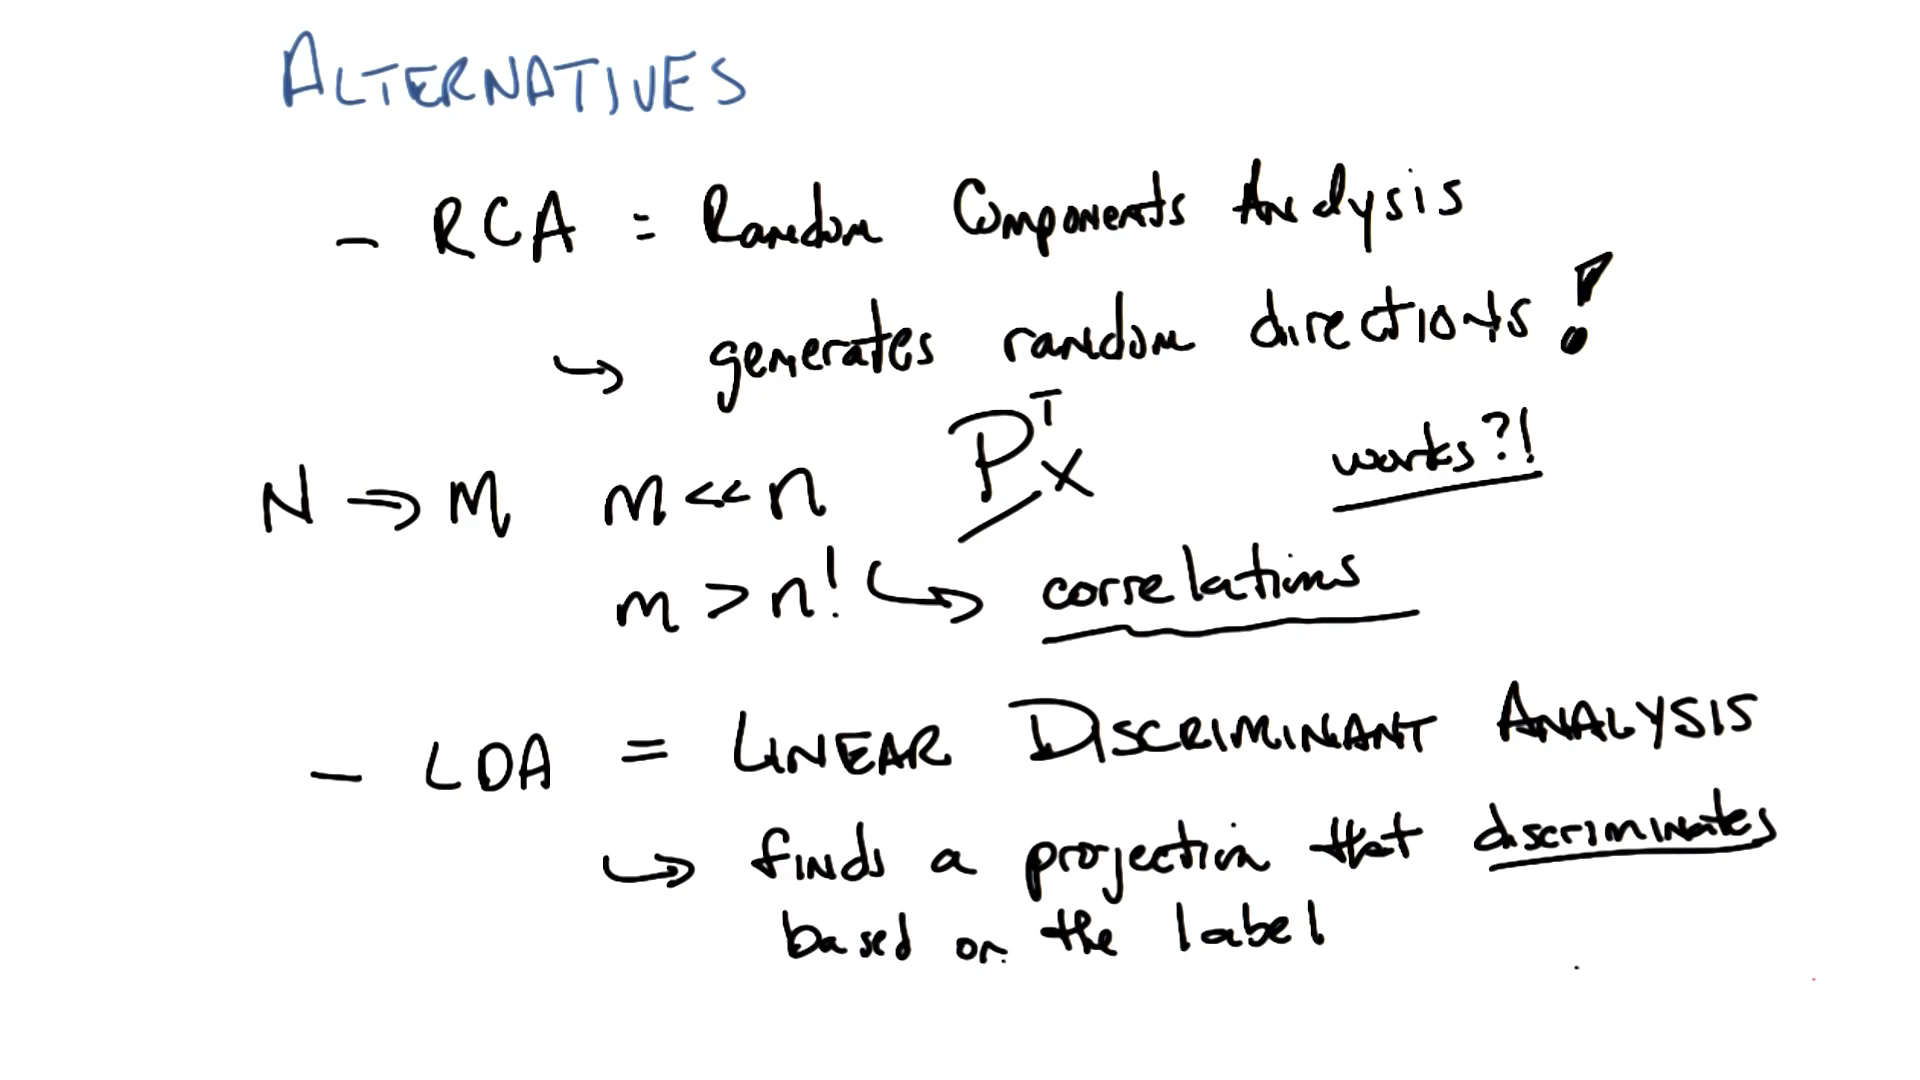 ALTERNATIVES
- RCA = Random Components Analysis
↪ generates random directions!
N ⇒ M m << n P^T x works?!
m > n! ↪ correlations
- LDA = LINEAR DISCRIMINANT ANALYSIS
↪ finds a projection that discriminates
based on the label